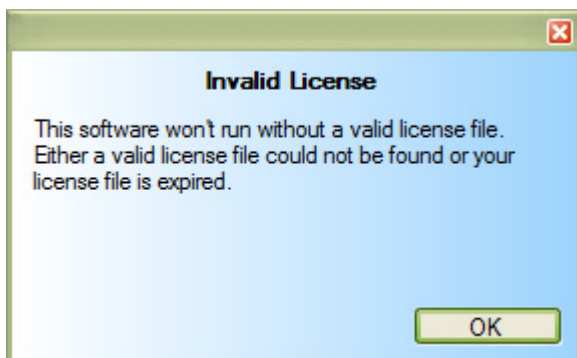 Invalid License
This software won't run without a valid license file.
Either a valid license file could not be found or your
license file is expired.
OK